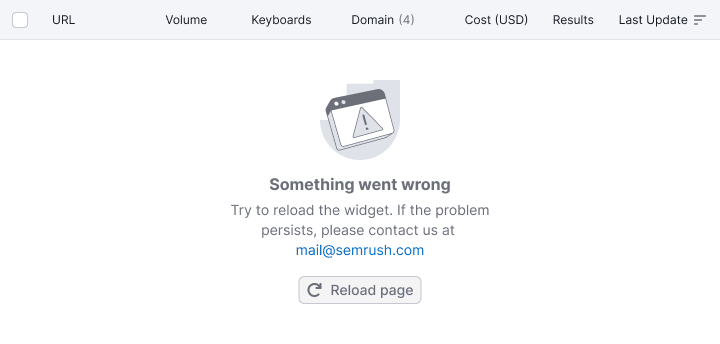 URL Volume Keyboards Domain (4) Cost (USD) Results Last Update
Something went wrong
Try to reload the widget. If the problem
persists, please contact us at
mail@semrush.com
Reload page